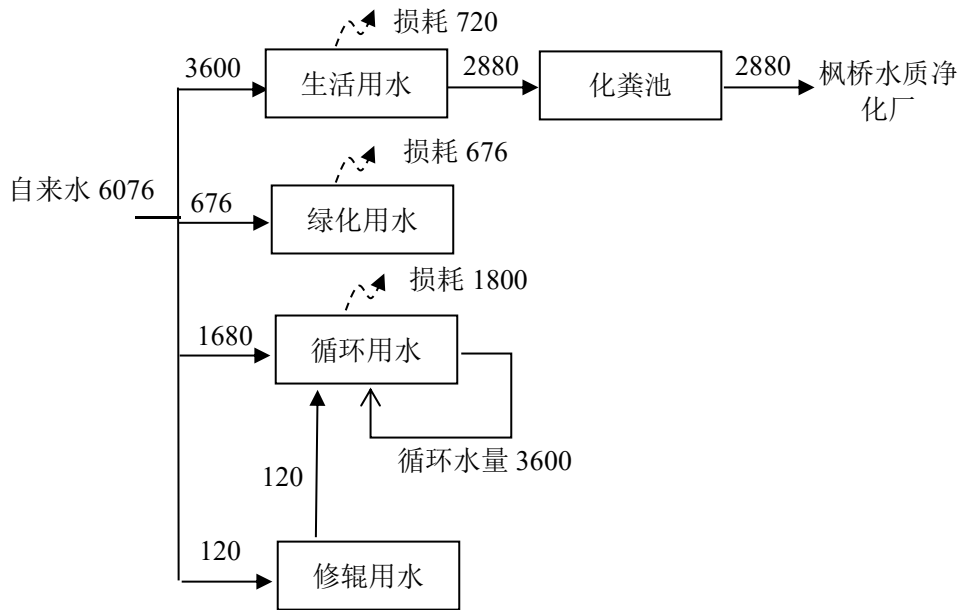 损耗 720
3600
生活用水
2880
化粪池
2880
枫桥水质净
化厂
损耗 676
自来水 6076
676
绿化用水
损耗 1800
1680
循环用水
循环水量 3600
120
120
修辊用水